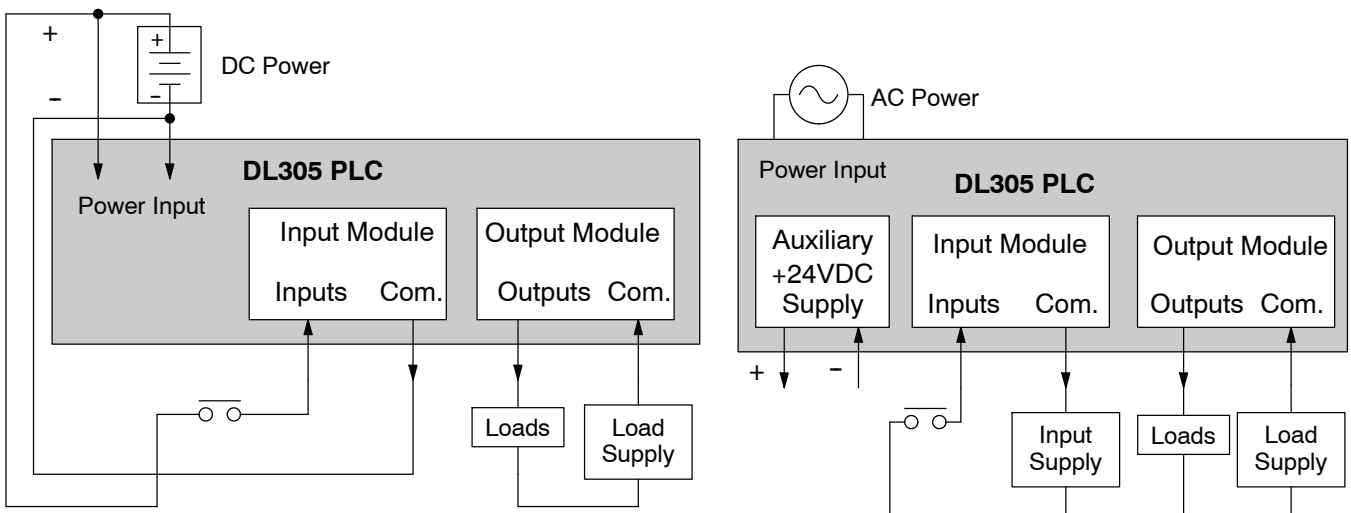 +
-
+
-
DC Power
DL305 PLC
Power Input
Input Module
Inputs Com.
Output Module
Outputs Com.
Loads
Load
Supply
AC Power
Power Input
DL305 PLC
Auxiliary
+24VDC
Supply
Input Module
Inputs Com.
Output Module
Outputs Com.
+
-
Input
Supply
Loads
Load
Supply